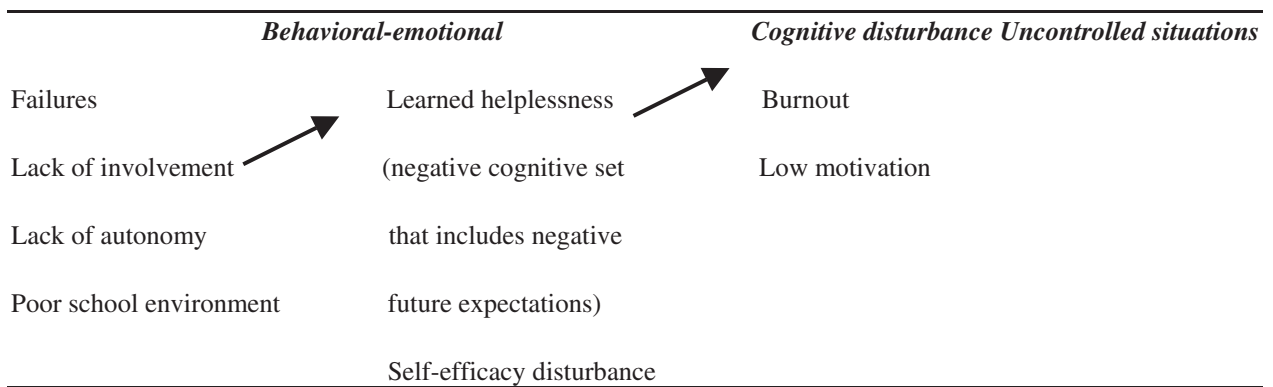 Behavioral-emotional Cognitive disturbance Uncontrolled situations
Failures Learned helplessness Burnout
Lack of involvement (negative cognitive set Low motivation
Lack of autonomy that includes negative
Poor school environment future expectations)
Self-efficacy disturbance